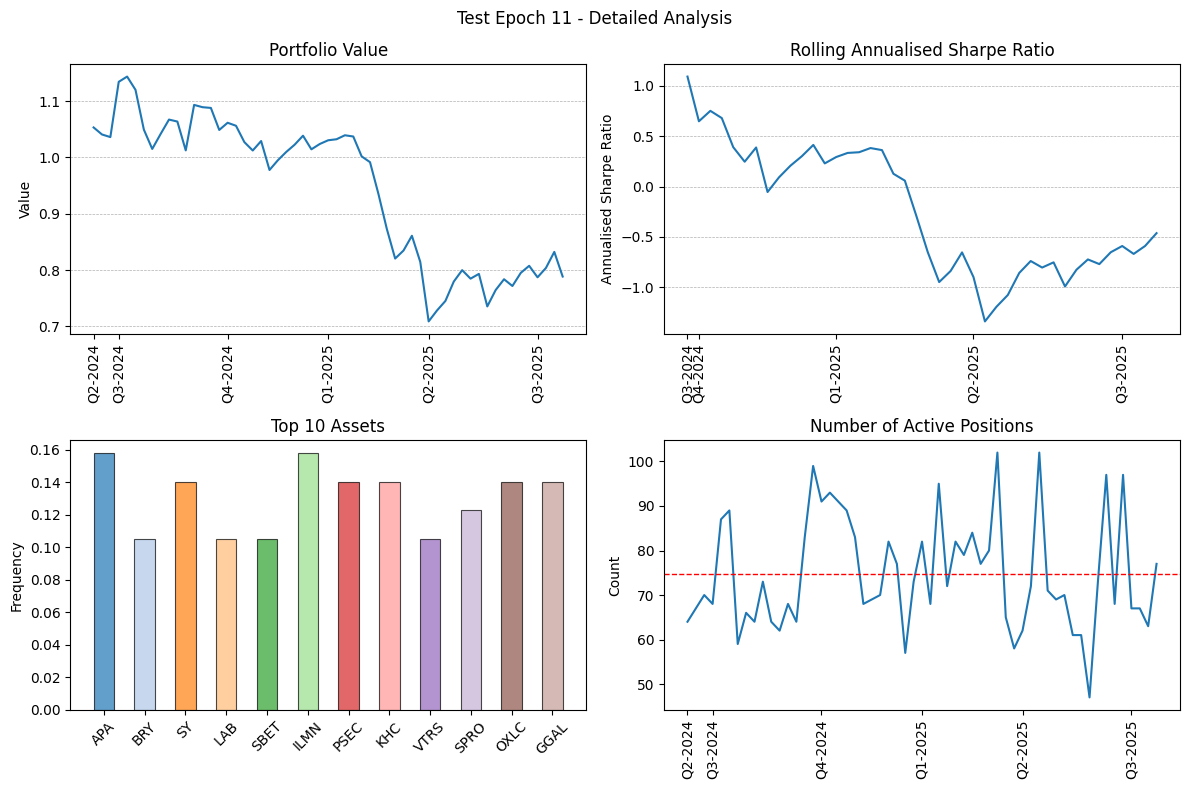 Test Epoch 11 - Detailed Analysis
Portfolio Value
Value
1.1
1.0
0.9
0.8
0.7
Q2-2024
Q3-2024
Q4-2024
Q1-2025
Q2-2025
Q3-2025
Rolling Annualised Sharpe Ratio
Annualised Sharpe Ratio
1.0
0.5
0.0
−0.5
−1.0
Q3-2024
Q4-2024
Q1-2025
Q2-2025
Q3-2025
Top 10 Assets
Frequency
0.16
0.14
0.12
0.10
0.08
0.06
0.04
0.02
0.00
APA
BRY
SY
LAB
SBET
ILMN
PSEC
KHC
VTRS
SPRO
OXLC
GGAL
Number of Active Positions
Count
100
90
80
70
60
50
Q2-2024
Q3-2024
Q4-2024
Q1-2025
Q2-2025
Q3-2025